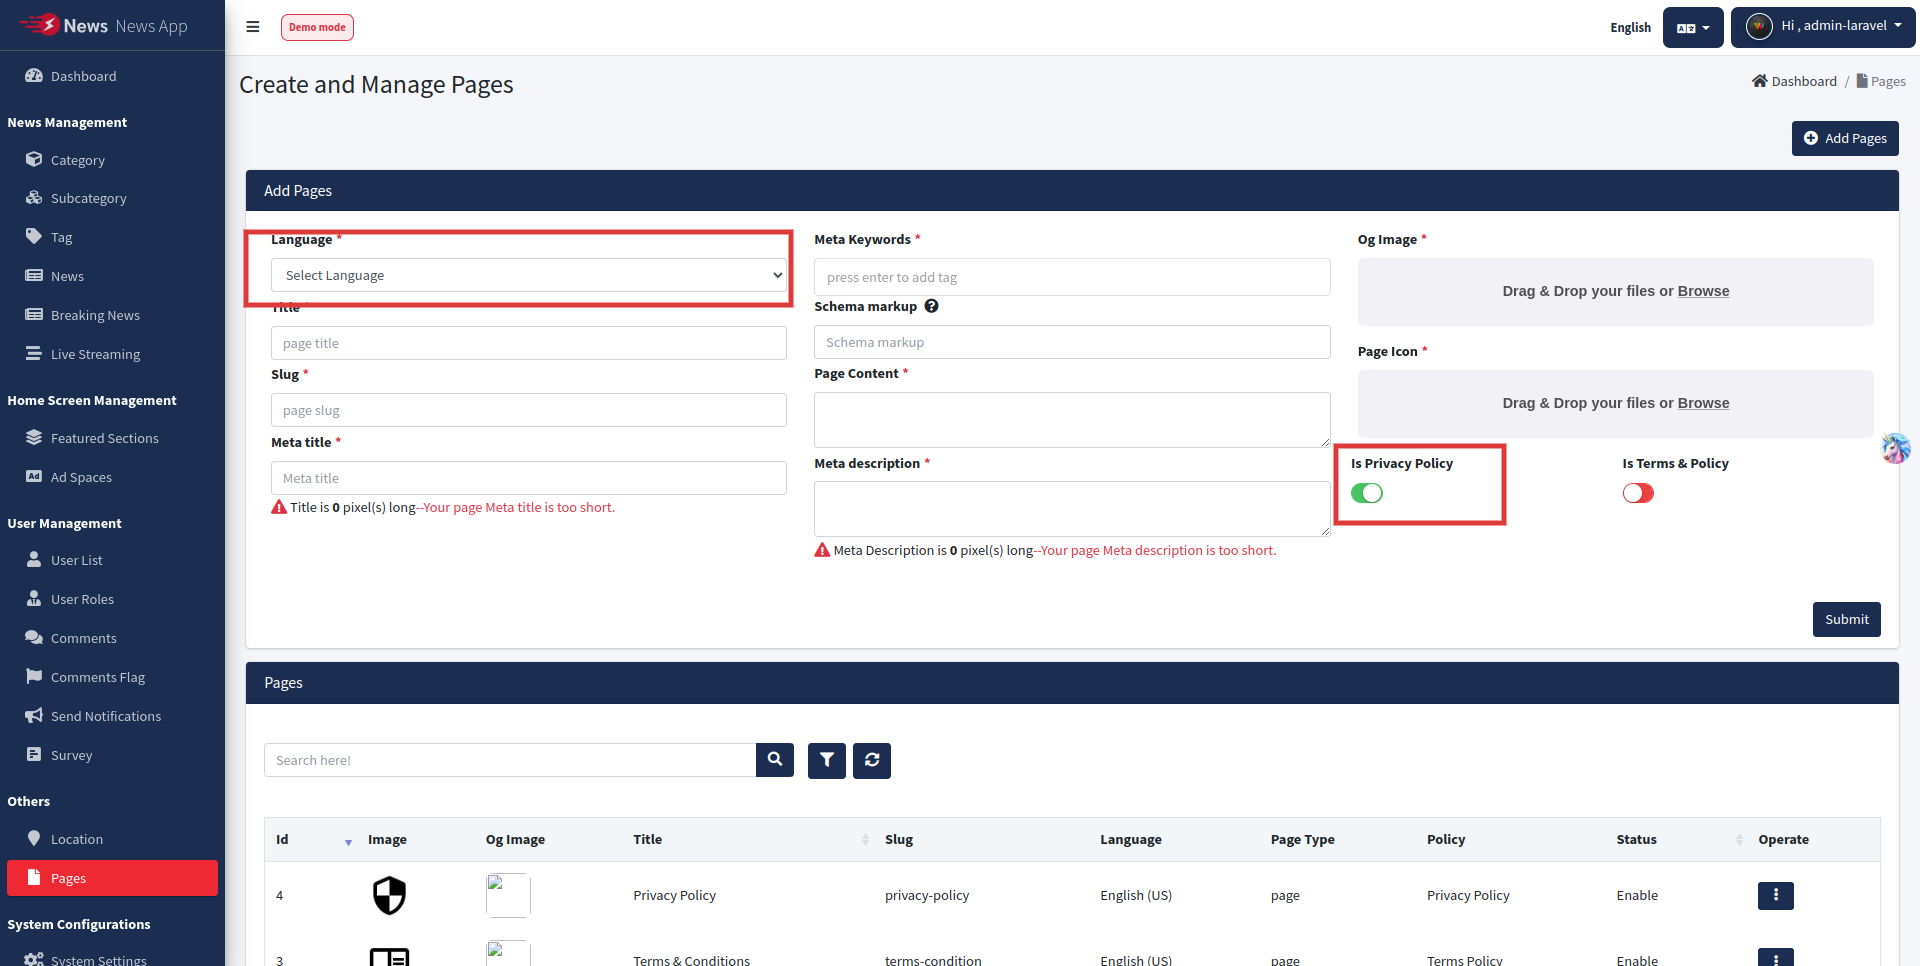 News News App
Dashboard
News Management
Category
Subcategory
Tag
News
Breaking News
Live Streaming
Home Screen Management
Featured Sections
Ad Spaces
User Management
User List
User Roles
Comments
Comments Flag
Send Notifications
Survey
Others
Location
Pages
System Configurations
System Settings
Demo mode
English
Hi , admin-laravel
Create and Manage Pages
Dashboard / Pages
Add Pages
Add Pages
Language *
Select Language
Title *
page title
Slug *
page slug
Meta title *
Meta title
Title is 0 pixel(s) long--Your page Meta title is too short.
Meta Keywords *
press enter to add tag
Schema markup
Schema markup
Page Content *
Meta description *
Meta Description is 0 pixel(s) long--Your page Meta description is too short.
Og Image *
Drag & Drop your files or Browse
Page Icon *
Drag & Drop your files or Browse
Is Privacy Policy
Is Terms & Policy
Submit
Pages
Search here!
Id Image Og Image Title Slug Language Page Type Policy Status Operate
4 Privacy Policy privacy-policy English (US) page Privacy Policy Enable
3 Terms & Conditions terms-condition English (US) page Terms Policy Enable